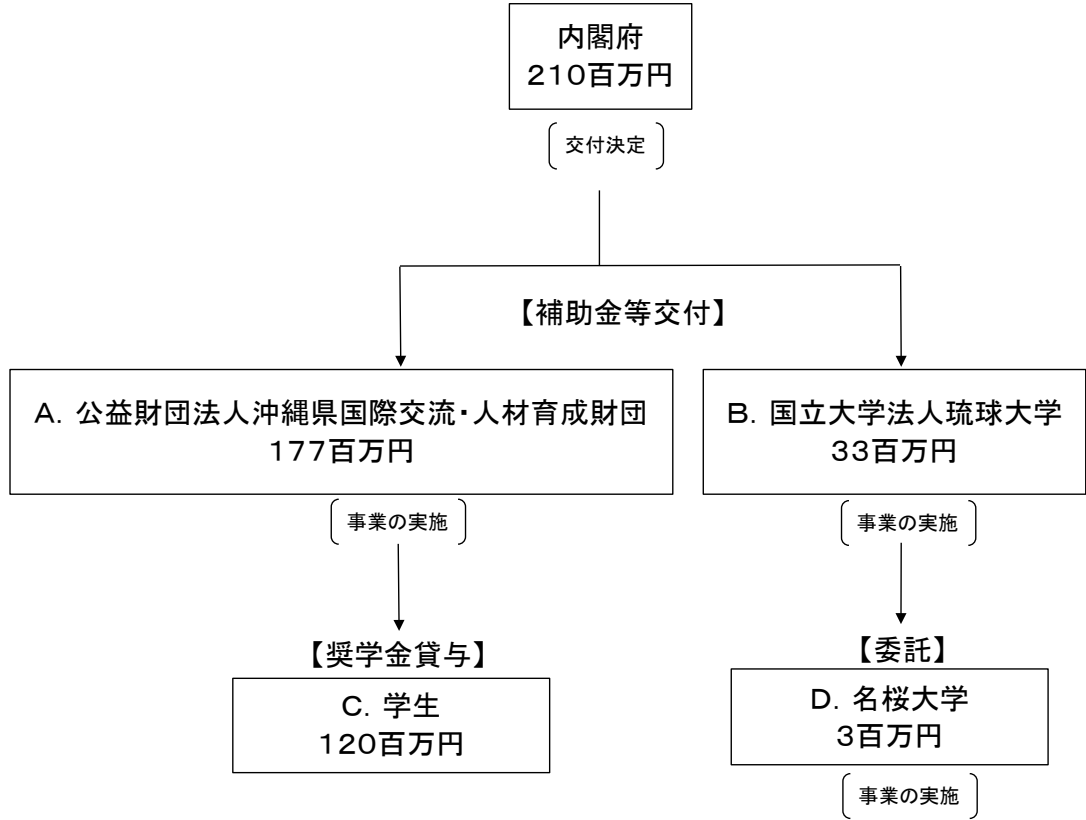 内閣府
210百万円
交付決定
【補助金等交付】
A. 公益財団法人沖縄県国際交流・人材育成財団
177百万円
B. 国立大学法人琉球大学
33百万円
事業の実施
事業の実施
【奨学金貸与】
C. 学生
120百万円
【委託】
D. 名桜大学
3百万円
事業の実施